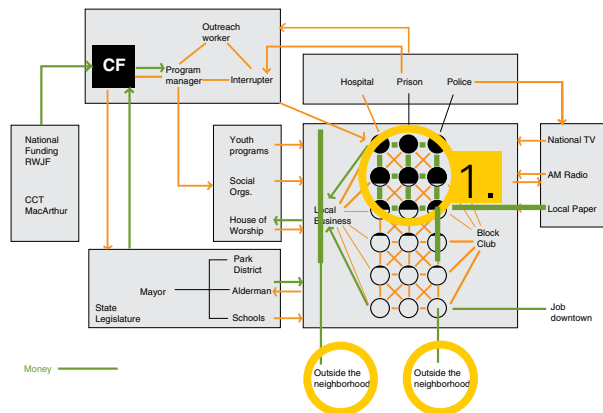 Outreach
worker
CF
Program
manager
Interrupter
Hospital
Prison
Police
National
Funding
RWJF
CCT
MacArthur
Youth
programs
Social
Orgs.
House of
Worship
Local
Business
1.
Block
Club
National TV
AM Radio
Local Paper
Park
District
Mayor
Alderman
State
Legislature
Schools
Job
downtown
Outside the
neighborhood
Outside the
neighborhood
Money